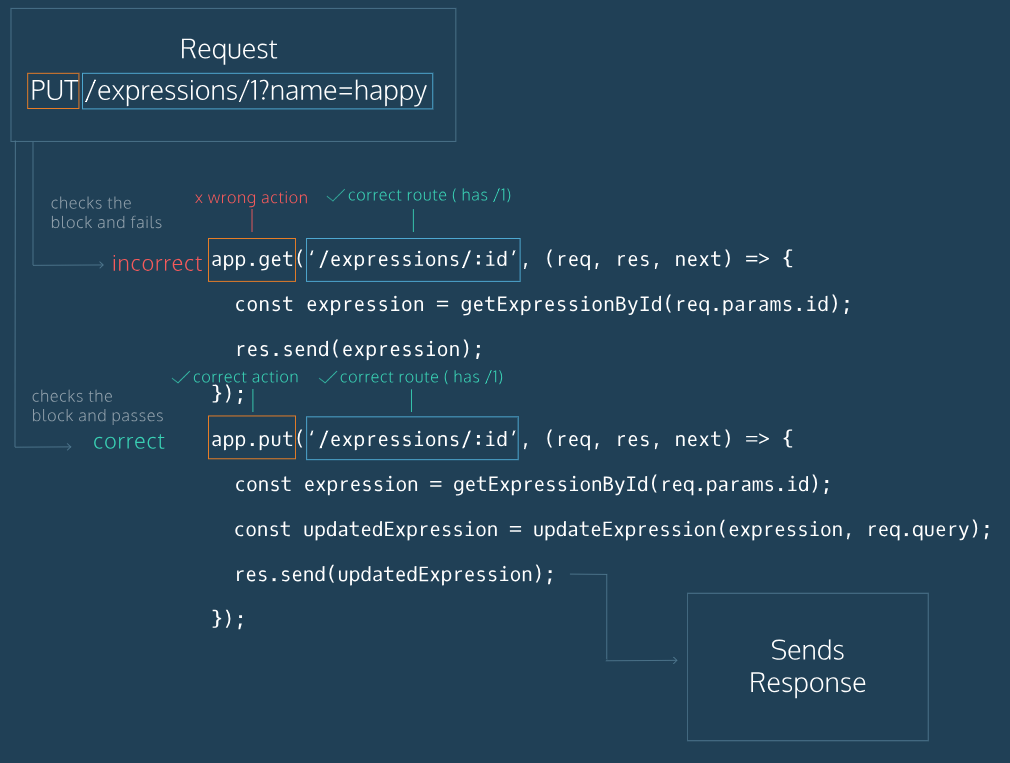 Request
PUT /expressions/1?name=happy
checks the
block and fails
x wrong action
✓ correct route ( has /1)
incorrect
app.get(‘/expressions/:id’, (req, res, next) => {
const expression = getExpressionById(req.params.id);
res.send(expression);
});
✓ correct action
✓ correct route ( has /1)
checks the
block and passes
correct
app.put(‘/expressions/:id’, (req, res, next) => {
const expression = getExpressionById(req.params.id);
const updatedExpression = updateExpression(expression, req.query);
res.send(updatedExpression);
});
Sends
Response